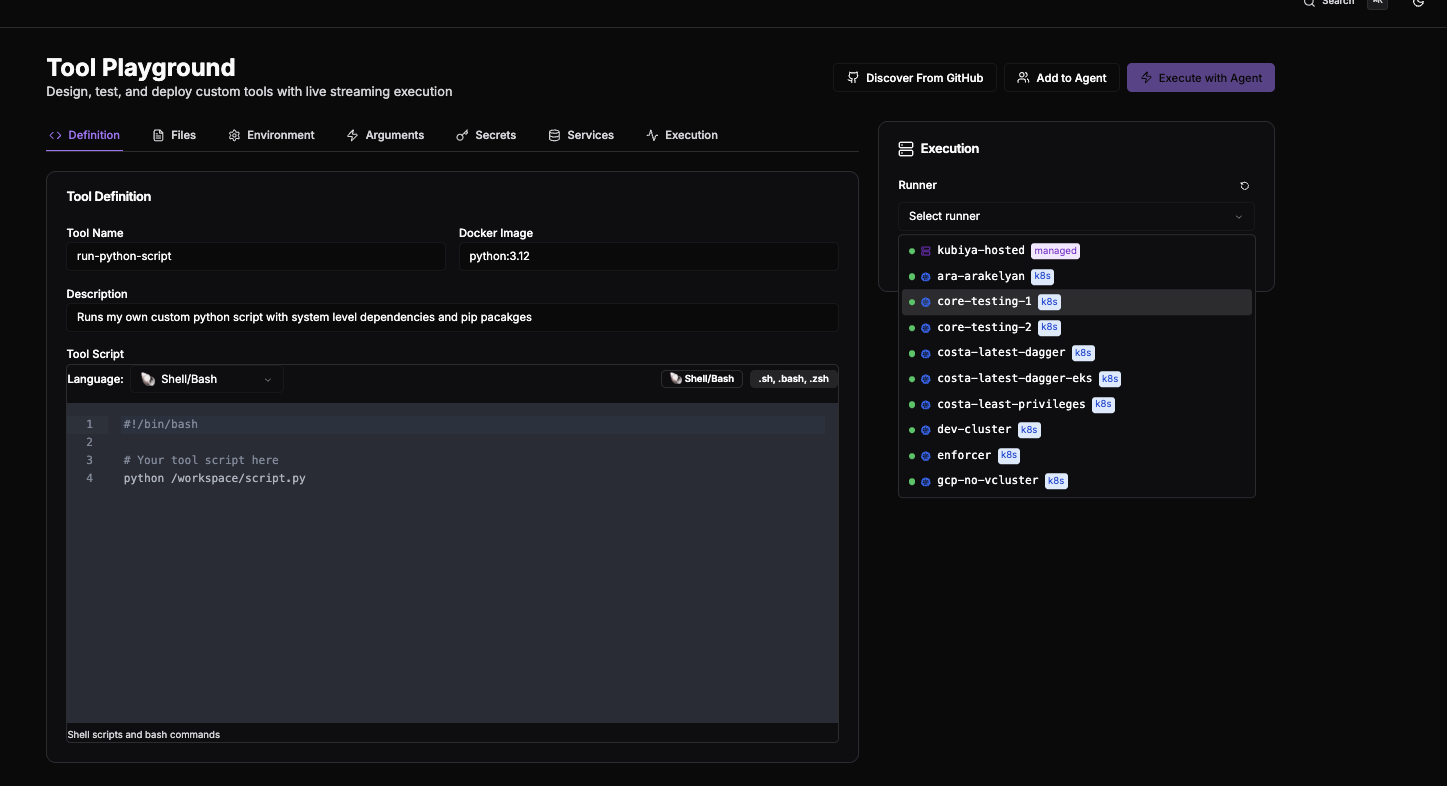 Search
Tool Playground
Design, test, and deploy custom tools with live streaming execution
Discover From GitHub
Add to Agent
Execute with Agent
Definition
Files
Environment
Arguments
Secrets
Services
Execution
Tool Definition
Tool Name
Docker Image
run-python-script
python:3.12
Description
Runs my own custom python script with system level dependencies and pip pacakges
Tool Script
Language:
Shell/Bash
Shell/Bash
.sh, .bash, .zsh
1 #!/bin/bash
2
3 # Your tool script here
4 python /workspace/script.py
Shell scripts and bash commands
Execution
Runner
Select runner
kubiya-hosted managed
ara-arakelyan k8s
core-testing-1 k8s
core-testing-2 k8s
costa-latest-dagger k8s
costa-latest-dagger-eks k8s
costa-least-privileges k8s
dev-cluster k8s
enforcer k8s
gcp-no-vcluster k8s